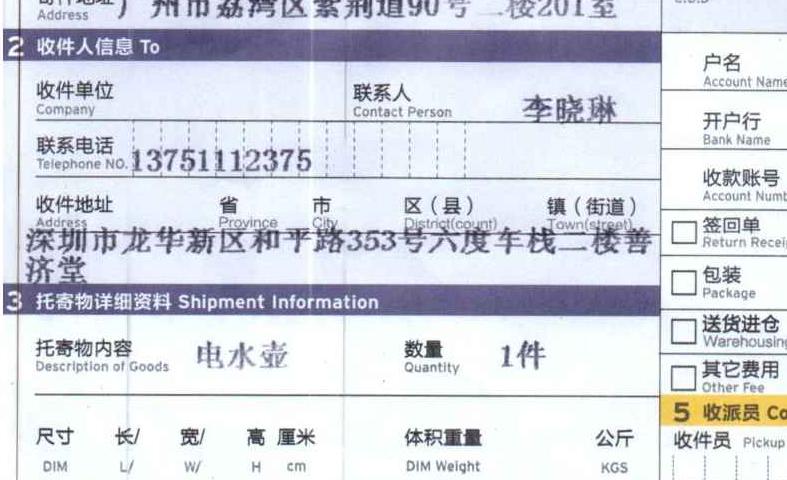 寄件地址 广州市荔湾区紫荆道90号二楼201室
Address
2 收件人信息 To
收件单位 联系人 李晓琳
Company Contact Person
联系电话 13751112375
Telephone NO.
收件地址 省 市 区（县） 镇（街道）
Address Province City District(count) Town(street)
深圳市龙华新区和平路353号六度车栈二楼善
济堂
3 托寄物详细资料 Shipment Information
托寄物内容 电水壶 数量 1件
Description of Goods Quantity
尺寸 长/ 宽/ 高 厘米 体积重量 公斤
DIM L/ W/ H cm DIM Weight KGS
户名
Account Name
开户行
Bank Name
收款账号
Account Numb
签回单
Return Recei
包装
Package
送货进仓
Warehousing
其它费用
Other Fee
5 收派员 Co
收件员 Pickup